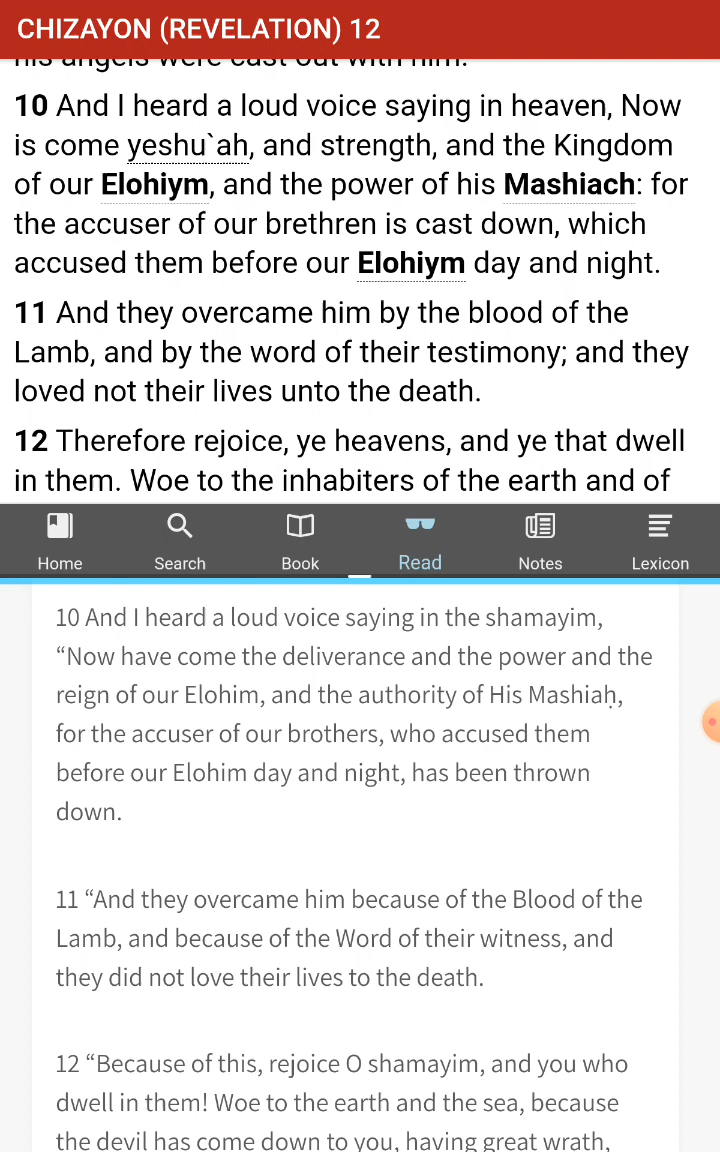 CHIZAYON (REVELATION) 12
his angels were cast out with him.
10 And I heard a loud voice saying in heaven, Now
is come yeshu`ah, and strength, and the Kingdom
of our Elohiym, and the power of his Mashiach: for
the accuser of our brethren is cast down, which
accused them before our Elohiym day and night.
11 And they overcame him by the blood of the
Lamb, and by the word of their testimony; and they
loved not their lives unto the death.
12 Therefore rejoice, ye heavens, and ye that dwell
in them. Woe to the inhabiters of the earth and of
Home Search Book Read Notes Lexicon
10 And I heard a loud voice saying in the shamayim,
“Now have come the deliverance and the power and the
reign of our Elohim, and the authority of His Mashiaḥ,
for the accuser of our brothers, who accused them
before our Elohim day and night, has been thrown
down.
11 “And they overcame him because of the Blood of the
Lamb, and because of the Word of their witness, and
they did not love their lives to the death.
12 “Because of this, rejoice O shamayim, and you who
dwell in them! Woe to the earth and the sea, because
the devil has come down to you, having great wrath,